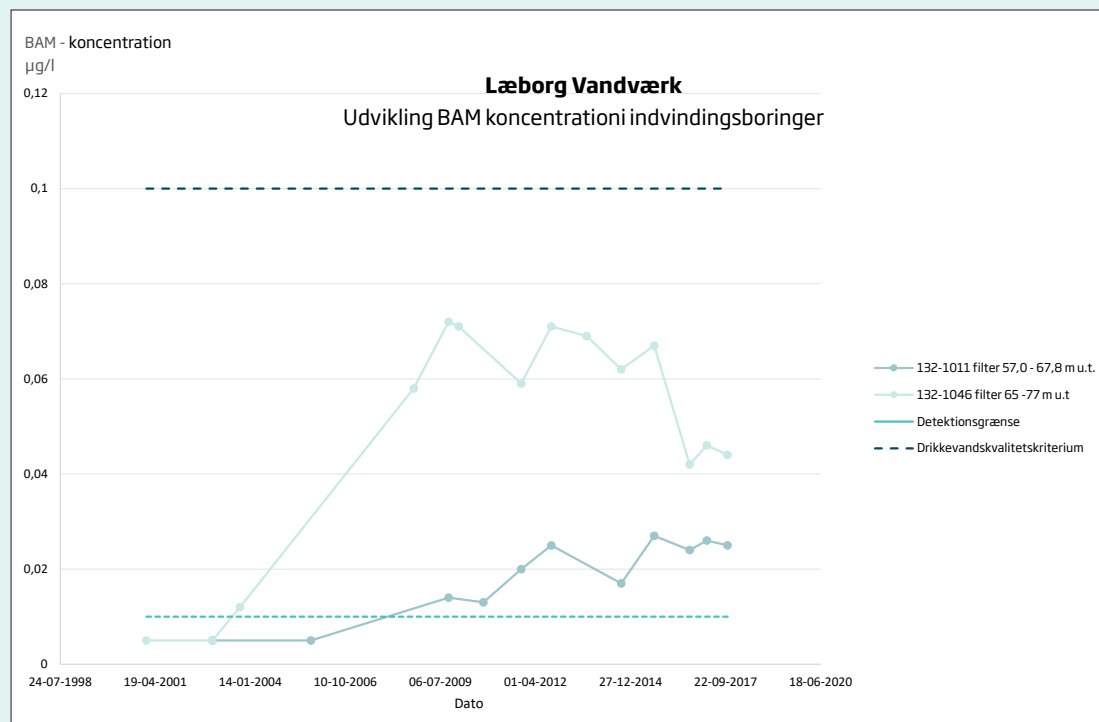 BAM - koncentration
µg/l
Læborg Vandværk
Udvikling BAM koncentrationi indvindingsboringer
0,12
0,1
0,08
0,06
0,04
0,02
0
24-07-1998 19-04-2001 14-01-2004 10-10-2006 06-07-2009 01-04-2012 27-12-2014 22-09-2017 18-06-2020
Dato
132-1011 filter 57,0 - 67,8 m u.t.
132-1046 filter 65 -77 m u.t
Detektionsgrænse
Drikkevandskvalitetskriterium